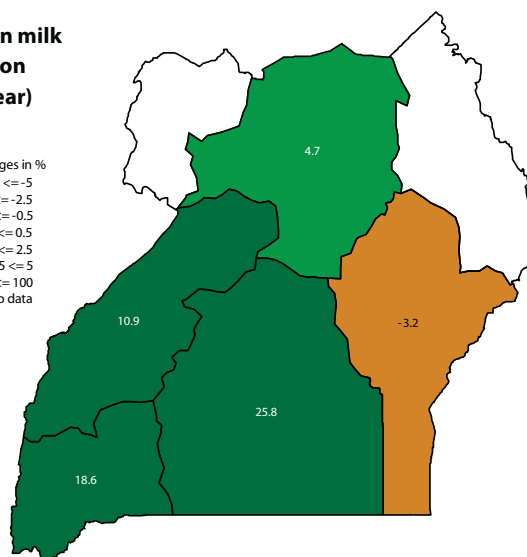 n milk
on
ear)
ges in %
<= -5
= -2.5
= -0.5
<= 0.5
<= 2.5
5 <= 5
= 100
o data
4.7
10.9
-3.2
25.8
18.6